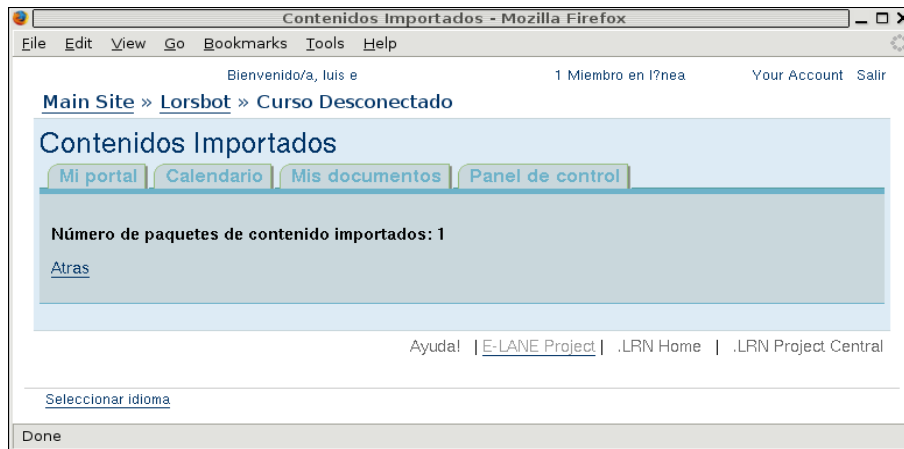 Contenidos Importados - Mozilla Firefox
File Edit View Go Bookmarks Tools Help
Bienvenido/a, luis e 1 Miembro en l?nea Your Account Salir
Main Site » Lorsbot » Curso Desconectado
Contenidos Importados
Mi portal Calendario Mis documentos Panel de control
Número de paquetes de contenido importados: 1
Atras
Ayuda! | E-LANE Project | .LRN Home | .LRN Project Central
Seleccionar idioma
Done